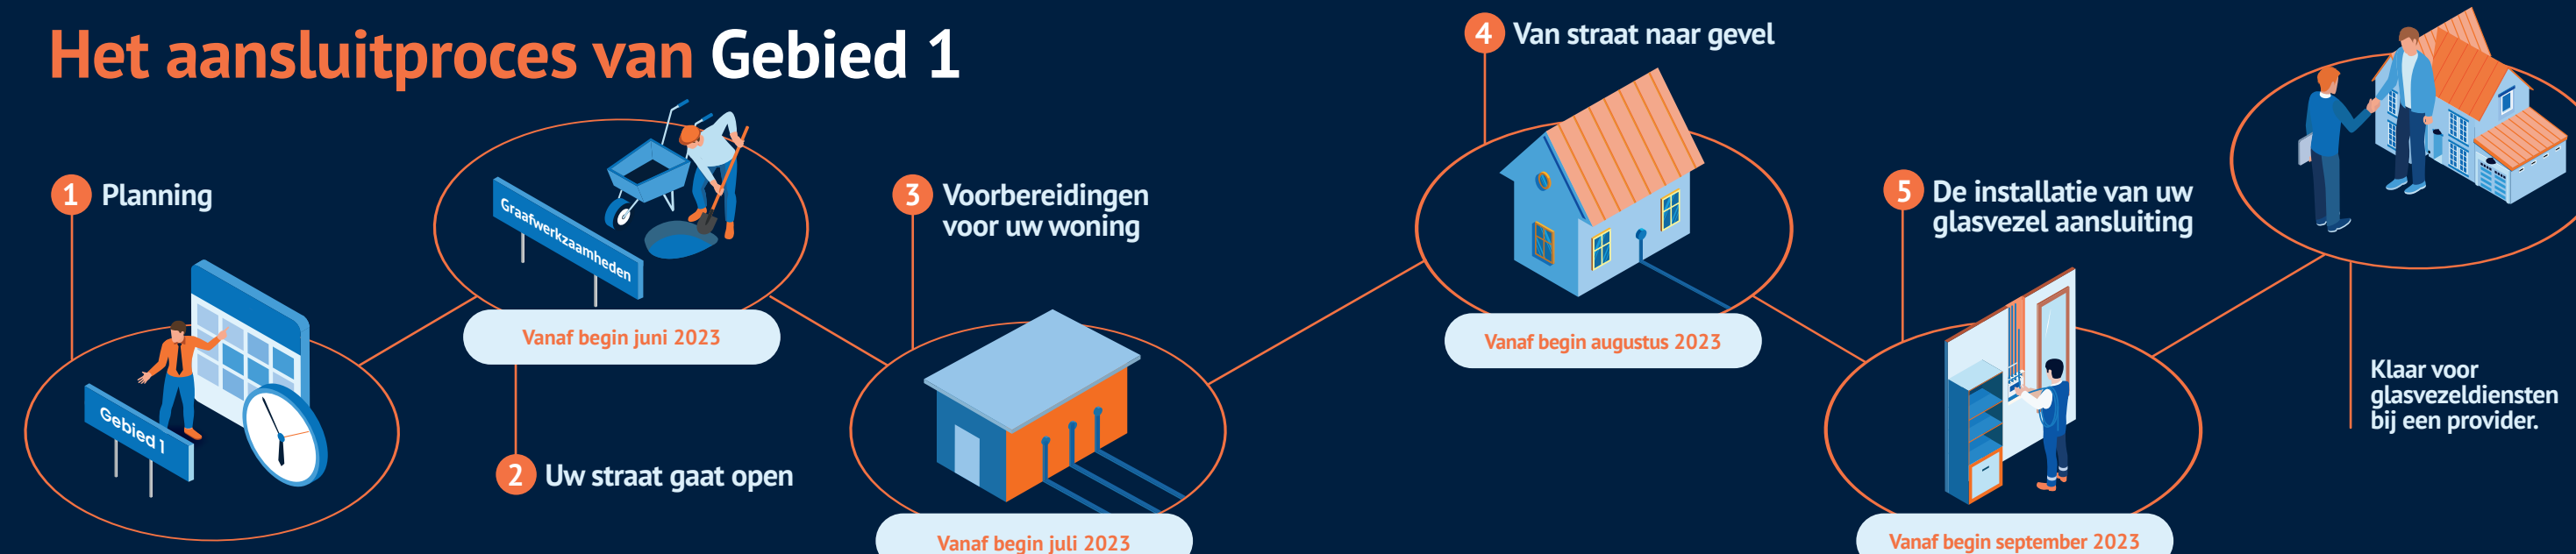 Het aansluitproces van Gebied 1
1 Planning
Gebied 1
Graafwerkzaamheden
Vanaf begin juni 2023
2 Uw straat gaat open
3 Voorbereidingen
voor uw woning
Vanaf begin juli 2023
4 Van straat naar gevel
Vanaf begin augustus 2023
5 De installatie van uw
glasvezel aansluiting
Vanaf begin september 2023
Klaar voor
glasvezeldiensten
bij een provider.